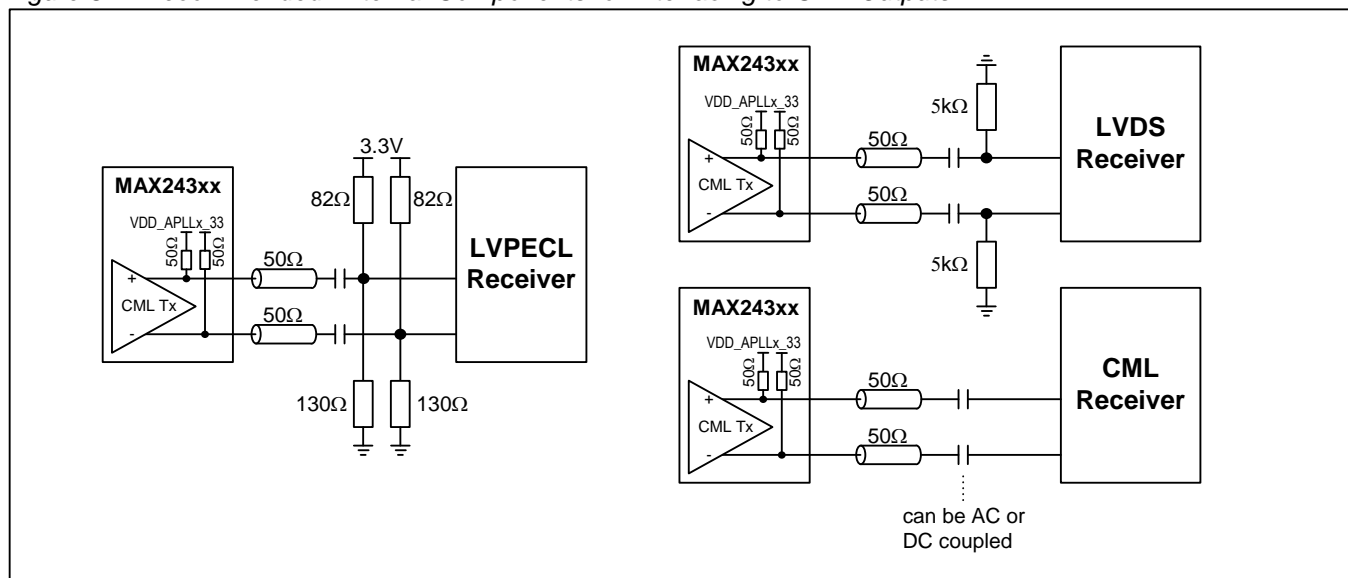 MAX243xx
VDD_APLLx_33
50Ω
50Ω
+
CML Tx
-
50Ω
50Ω
3.3V
82Ω
82Ω
130Ω
130Ω
LVPECL
Receiver
MAX243xx
VDD_APLLx_33
50Ω
50Ω
+
CML Tx
-
50Ω
50Ω
5kΩ
5kΩ
LVDS
Receiver
MAX243xx
VDD_APLLx_33
50Ω
50Ω
+
CML Tx
-
50Ω
50Ω
can be AC or
DC coupled
CML
Receiver